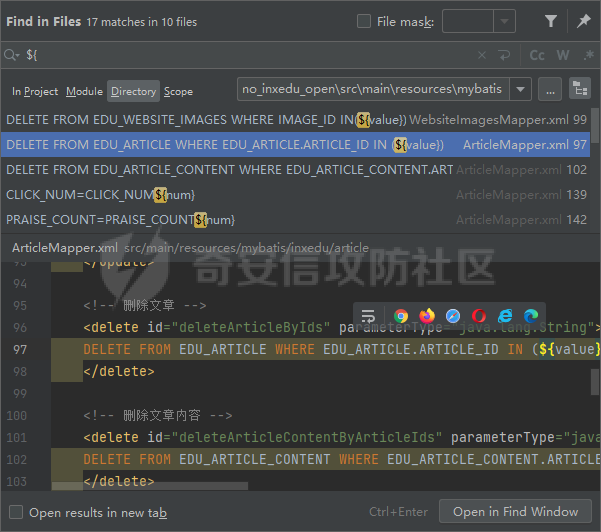 Find in Files 17 matches in 10 files File mask:
${ Cc W .*
In Project Module Directory Scope no_inxedu_open\src\main\resources\mybatis ...
DELETE FROM EDU_WEBSITE_IMAGES WHERE IMAGE_ID IN(${value}) WebsiteImagesMapper.xml 99
DELETE FROM EDU_ARTICLE WHERE EDU_ARTICLE.ARTICLE_ID IN (${value}) ArticleMapper.xml 97
DELETE FROM EDU_ARTICLE_CONTENT WHERE EDU_ARTICLE_CONTENT.ART ArticleMapper.xml 102
CLICK_NUM=CLICK_NUM${num} ArticleMapper.xml 139
PRAISE_COUNT=PRAISE_COUNT${num} ArticleMapper.xml 142
ArticleMapper.xml src/main/resources/mybatis/inxedu/article
奇安信攻防社区
93 </update>
94
95 <!-- 删除文章 -->
96 <delete id="deleteArticleByIds" parameterType="java.lang.String">
97 DELETE FROM EDU_ARTICLE WHERE EDU_ARTICLE.ARTICLE_ID IN (${value}
98 </delete>
99
100 <!-- 删除文章内容 -->
101 <delete id="deleteArticleContentByArticleIds" parameterType="java
102 DELETE FROM EDU_ARTICLE_CONTENT WHERE EDU_ARTICLE_CONTENT.ARTICLE
103 </delete>
Open results in new tab Ctrl+Enter Open in Find Window